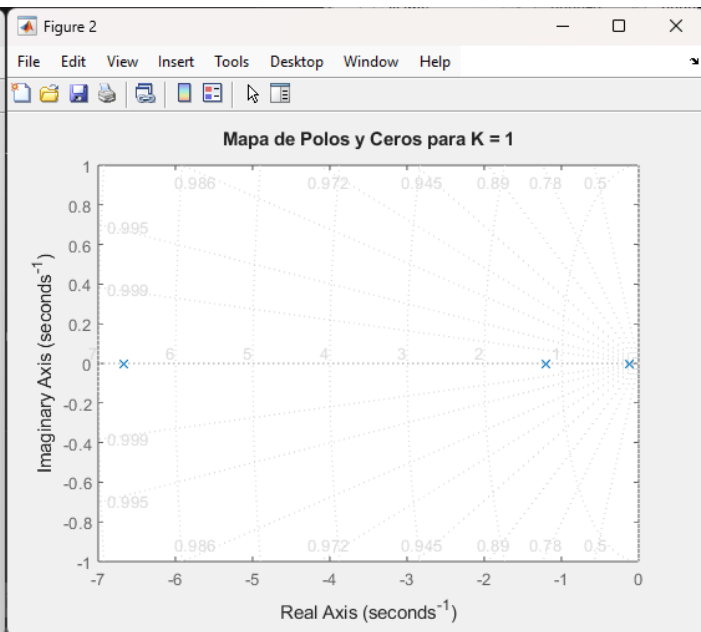 Figure 2
File Edit View Insert Tools Desktop Window Help
Mapa de Polos y Ceros para K = 1
1
0.986 0.972 0.945 0.89 0.78 0.5
0.8
0.995
0.6
0.4
0.999
0.2
7 6 5 4 3 2 1
0
-0.2
0.999
-0.4
-0.6
0.995
-0.8
0.986 0.972 0.945 0.89 0.78 0.5
-1
-7 -6 -5 -4 -3 -2 -1 0
Imaginary Axis (seconds⁻¹)
Real Axis (seconds⁻¹)